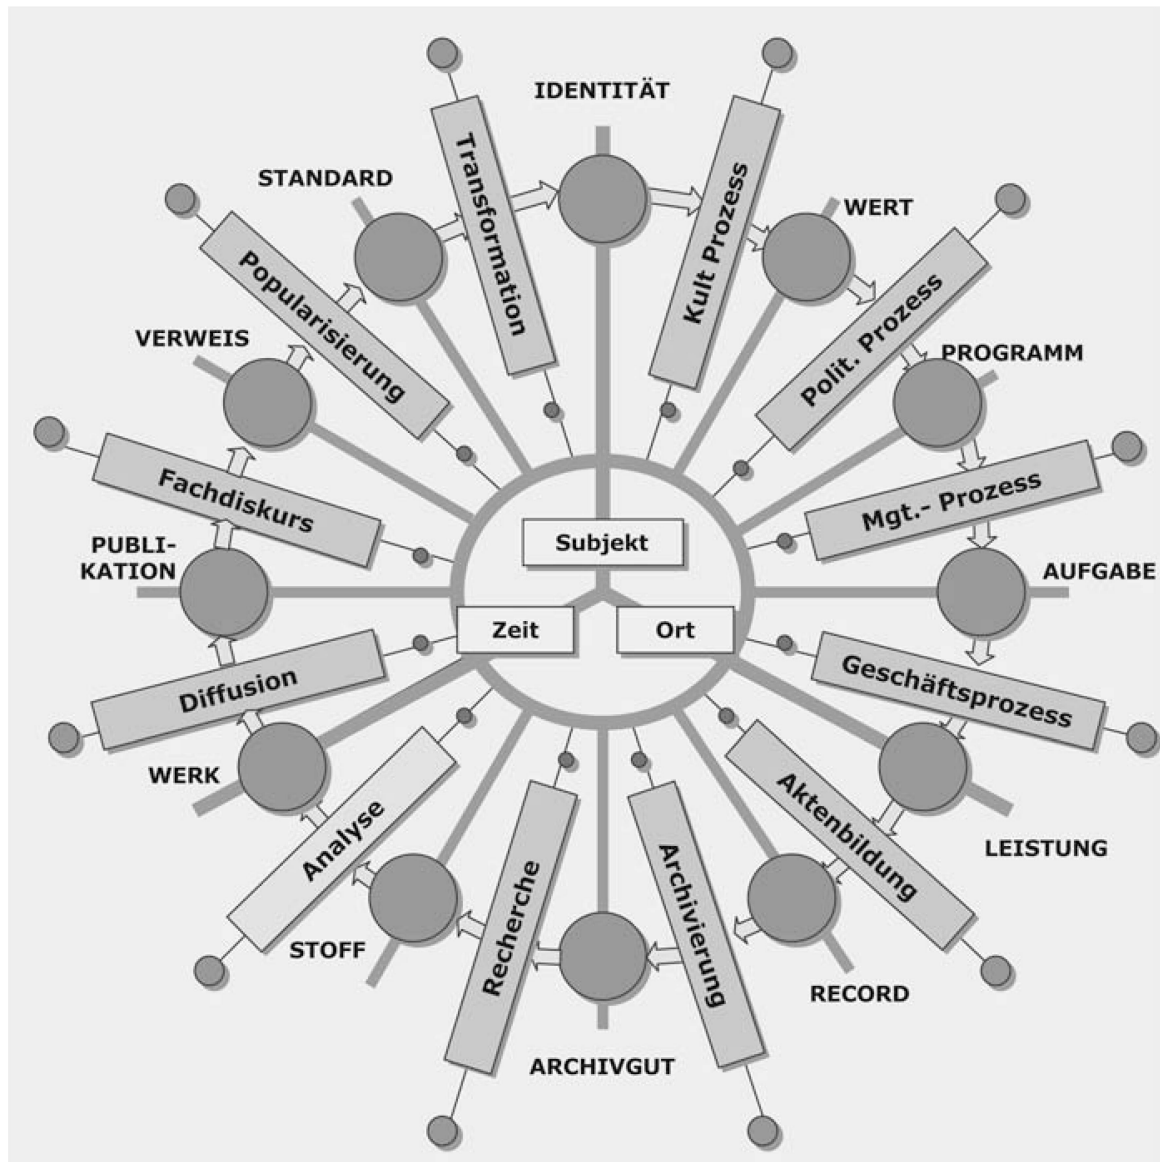 IDENTITÄT
Transformation
Kult Prozess
STANDARD
WERT
Popularisierung
Polit. Prozess
VERWEIS
PROGRAMM
Fachdiskurs
Mgt.- Prozess
PUBLI-
KATION
Subjekt
AUFGABE
Zeit
Ort
Diffusion
Geschäftsprozess
WERK
Analyse
Aktenbildung
LEISTUNG
STOFF
Recherche
Archivierung
RECORD
ARCHIVGUT